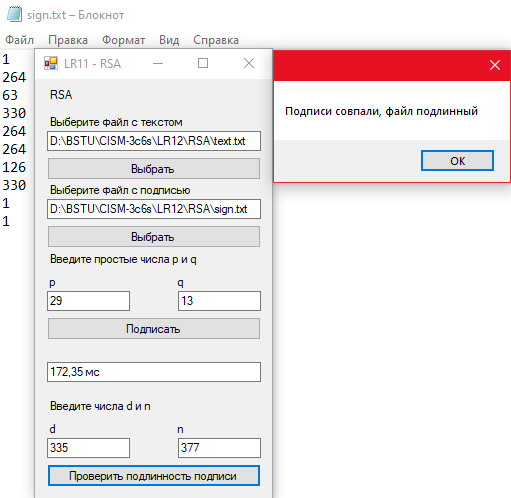 sign.txt – Блокнот
Файл Правка Формат Вид Справка
1
264
63
330
264
264
126
330
1
1
LR11 - RSA
RSA
Выберите файл с текстом
D:\BSTU\CISM-3c6s\LR12\RSA\text.txt
Выбрать
Выберите файл с подписью
D:\BSTU\CISM-3c6s\LR12\RSA\sign.txt
Выбрать
Введите простые числа p и q
p q
29 13
Подписать
172,35 мс
Введите числа d и n
d n
335 377
Проверить подлинность подписи
Подписи совпали, файл подлинный
OK